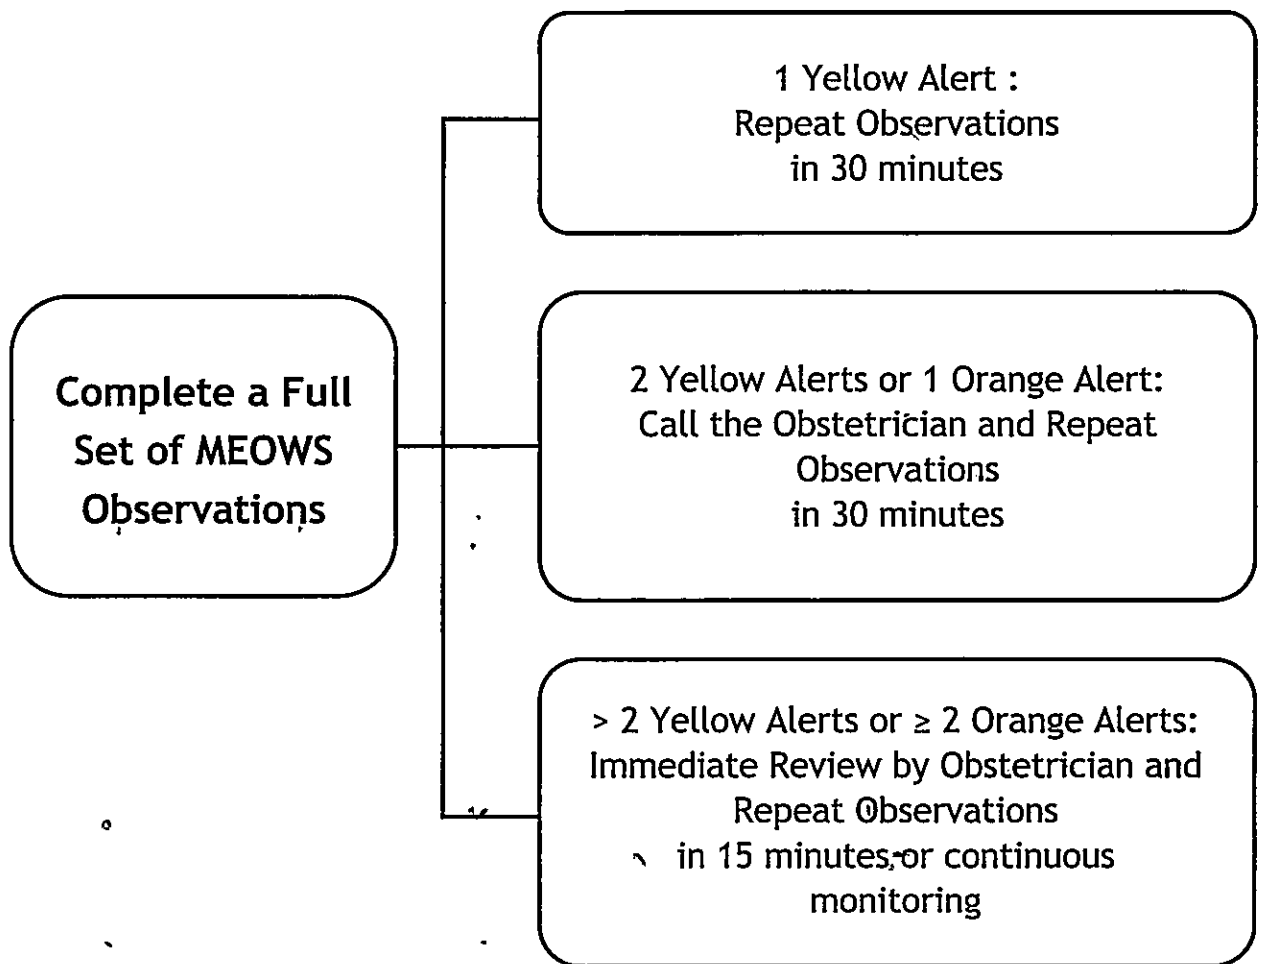 Complete a Full
Set of MEOWS
Observations
1 Yellow Alert :
Repeat Observations
in 30 minutes
2 Yellow Alerts or 1 Orange Alert:
Call the Obstetrician and Repeat
Observations
in 30 minutes
> 2 Yellow Alerts or ≥ 2 Orange Alerts:
Immediate Review by Obstetrician and
Repeat Observations
in 15 minutes, or continuous
monitoring